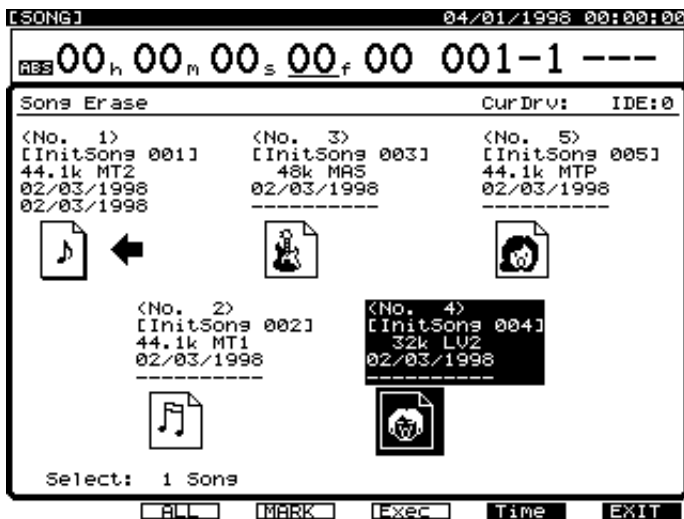 [SONG] 04/01/1998 00:00:00
ABS 00h 00m 00s 00f 00 001-1 ---
Song Erase CurDrv: IDE:0
<No. 1> <No. 3> <No. 5>
[InitSong 001] [InitSong 003] [InitSong 005]
44.1k MT2 48k MAS 44.1k MTP
02/03/1998 02/03/1998 02/03/1998
02/03/1998 ---------- ----------
<No. 2> <No. 4>
[InitSong 002] [InitSong 004]
44.1k MT1 32k LV2
02/03/1998 02/03/1998
---------- ----------
Select: 1 Song
ALL MARK Exec Time EXIT